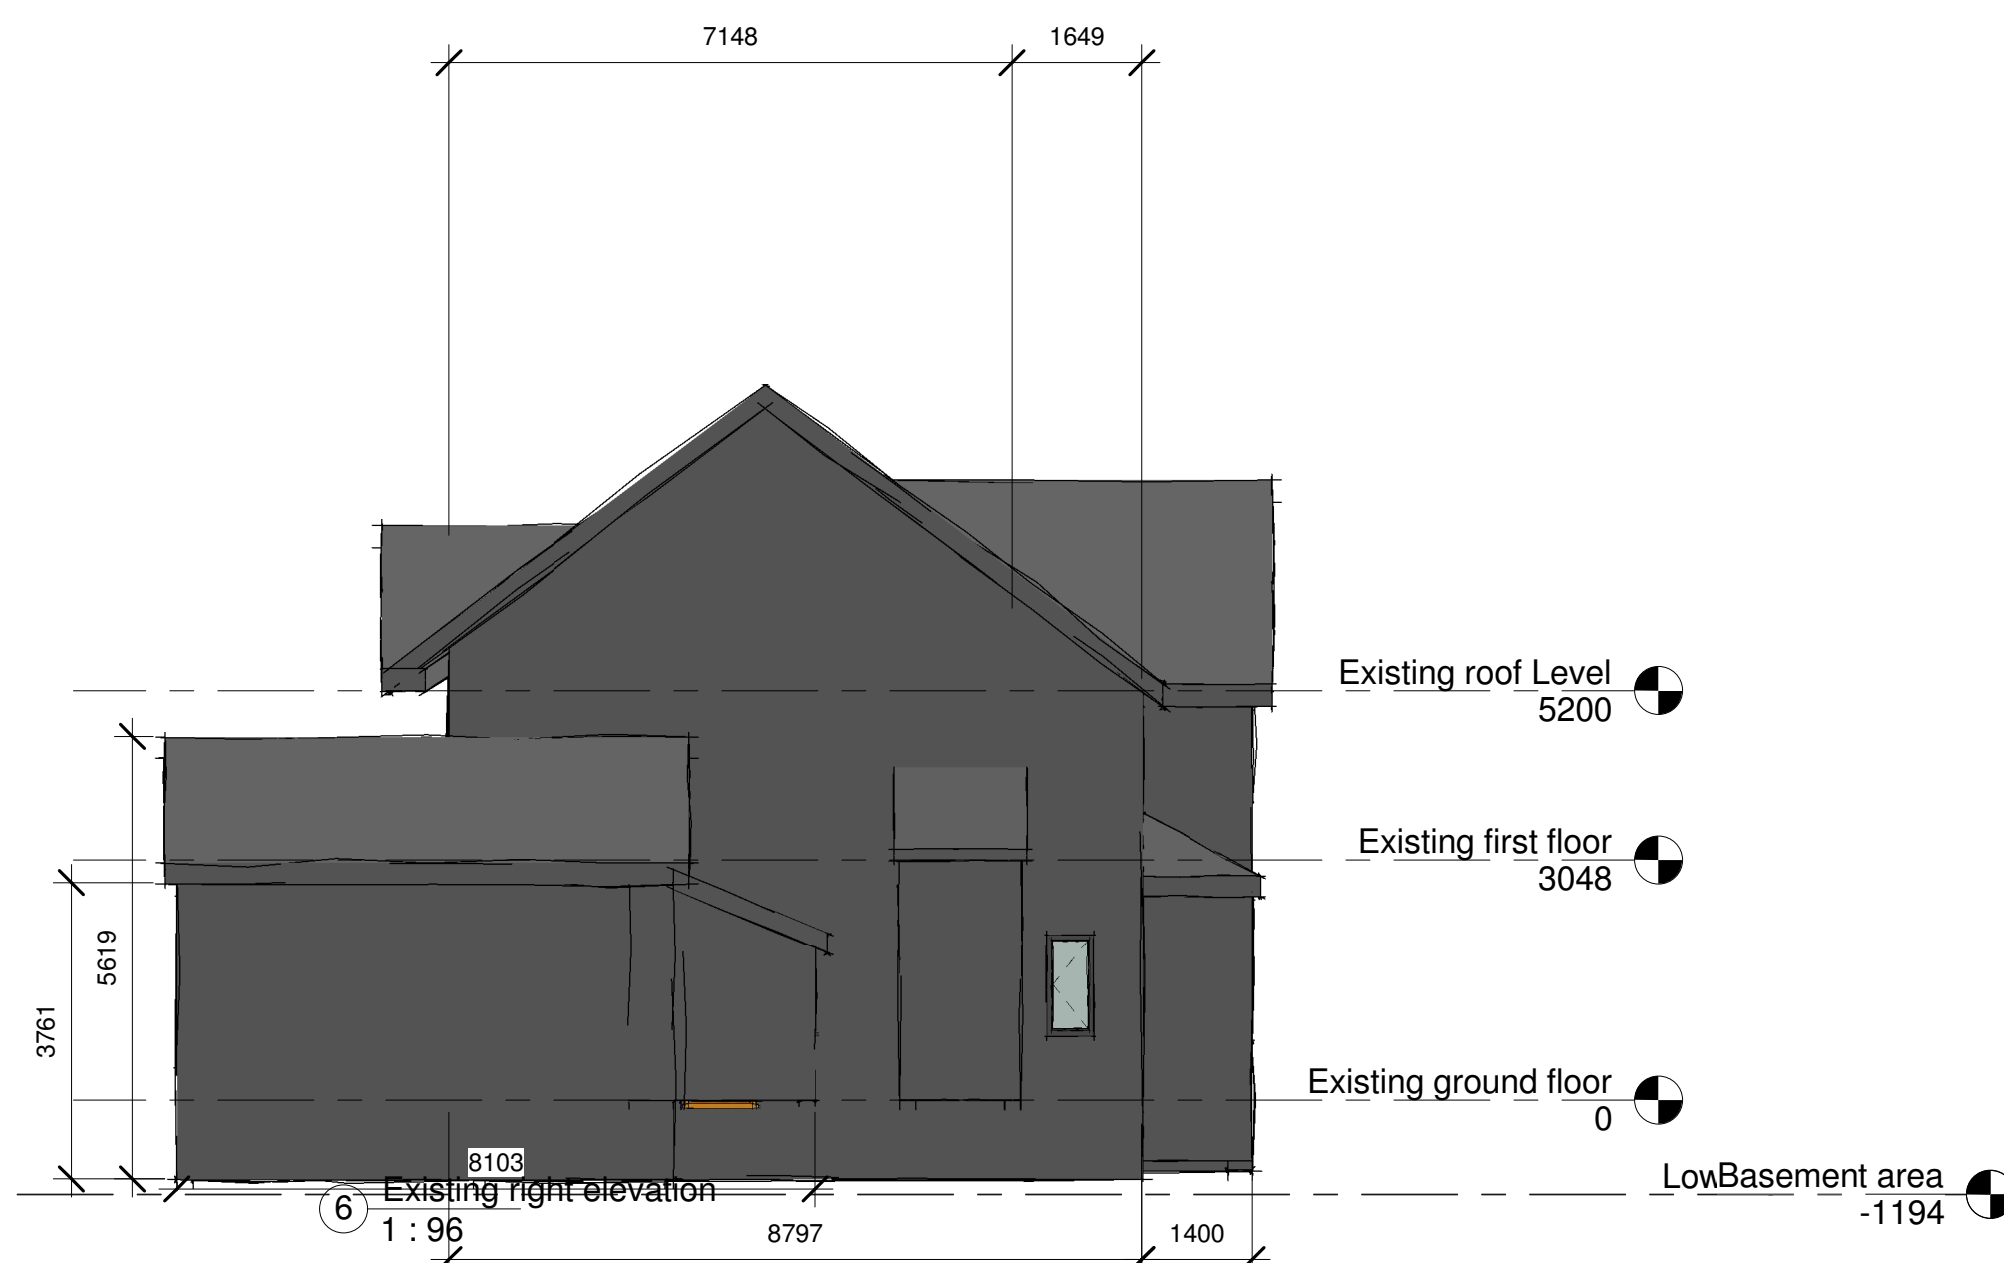 7148
1649
Existing roof Level
5200
Existing first floor
3048
5619
3761
Existing ground floor
0
8103
LowBasement area
-1194
6
Existing right elevation
1 : 96
8797
1400